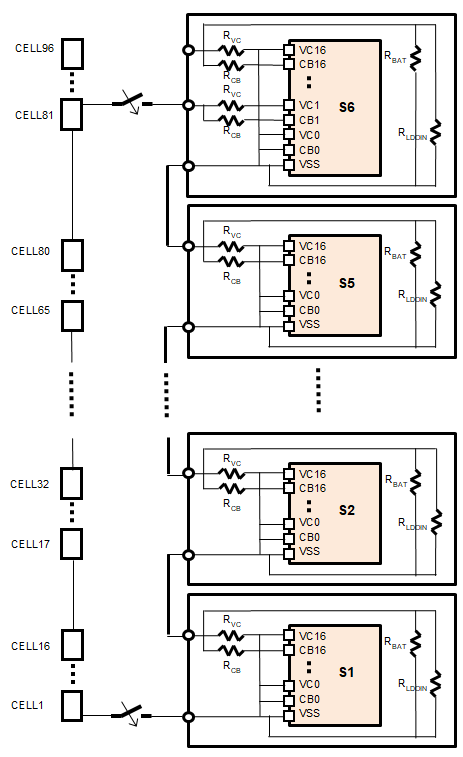 CELL96
CELL81
CELL80
CELL65
CELL32
CELL17
CELL16
CELL1
RVC
RCB
RVC
RCB
VC16
CB16
VC1
CB1
VC0
CB0
VSS
S6
RBAT
RLDOIN
RVC
RCB
VC16
CB16
VC0
CB0
VSS
S5
RBAT
RLDOIN
RVC
RCB
VC16
CB16
VC0
CB0
VSS
S2
RBAT
RLDOIN
RVC
RCB
VC16
CB16
VC0
CB0
VSS
S1
RBAT
RLDOIN